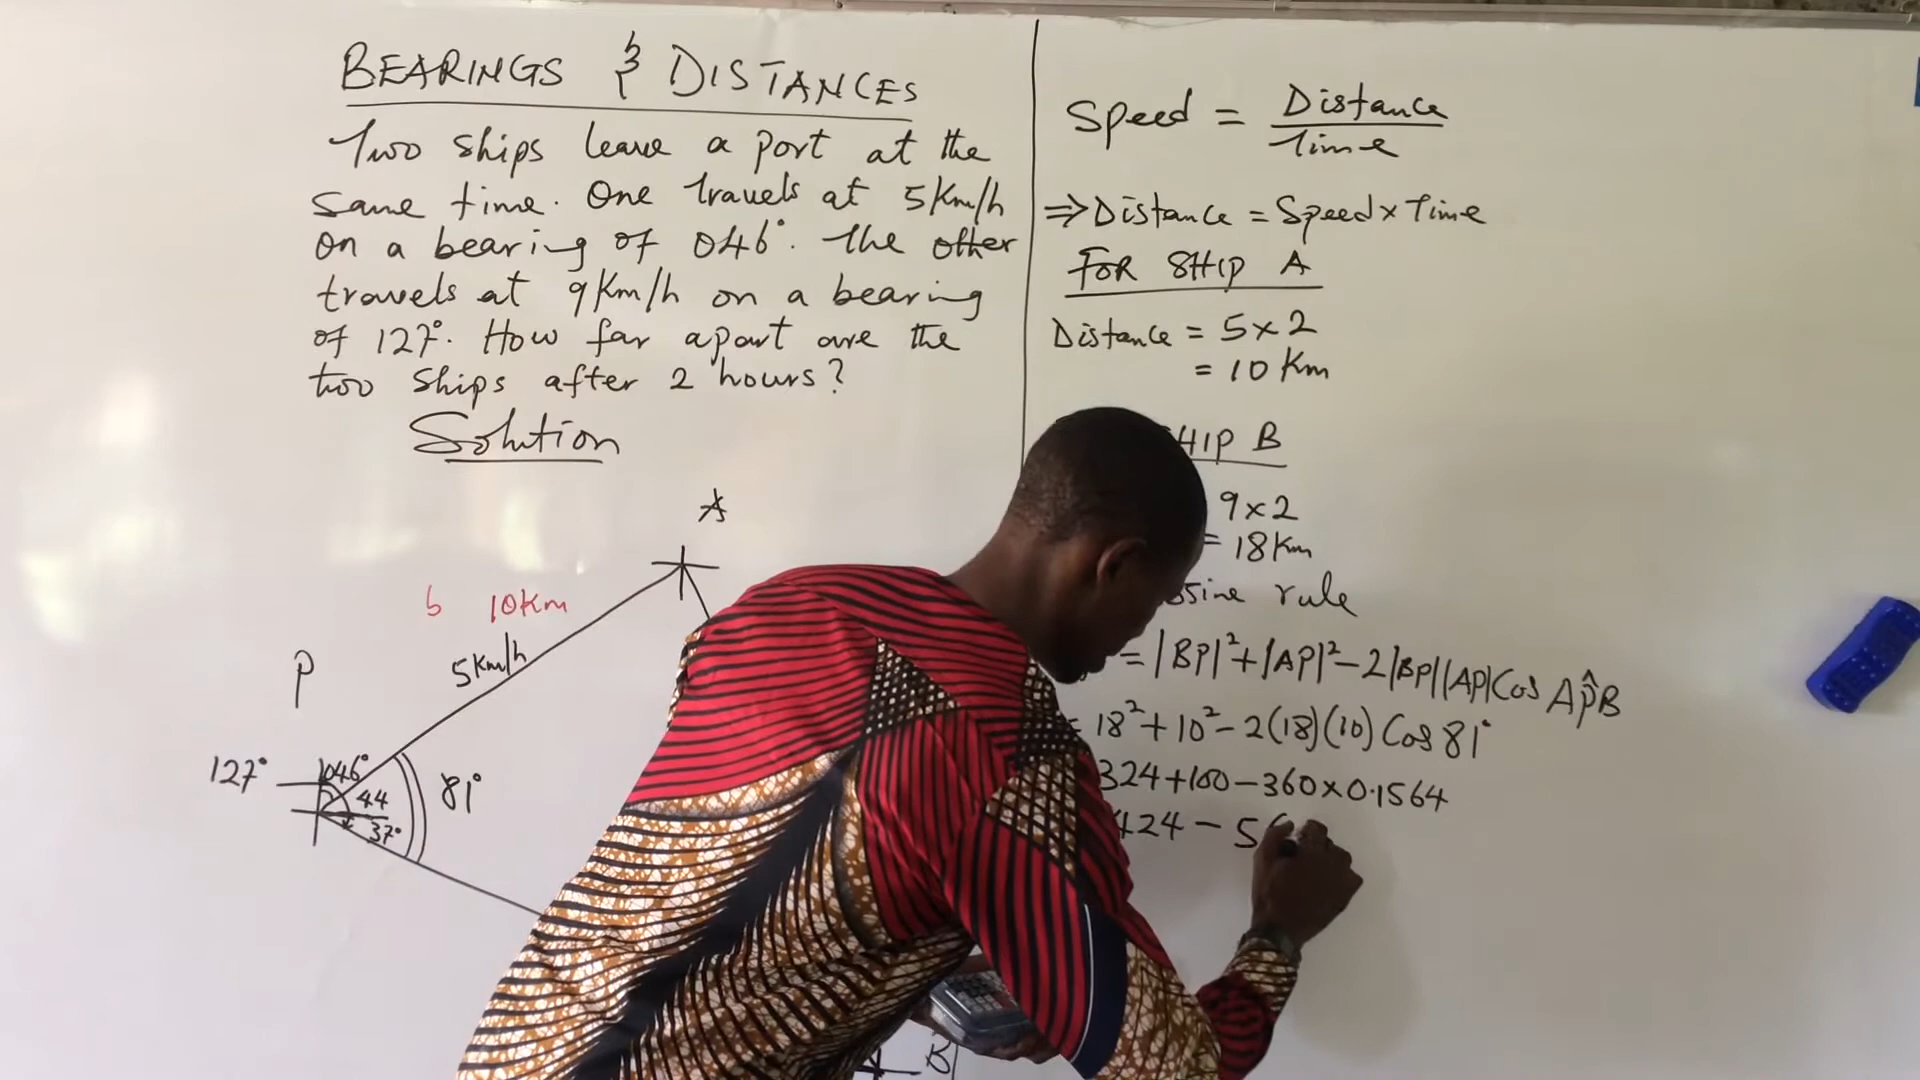 BEARINGS & DISTANCES
Two ships leave a port at the
same time. One travels at 5km/h
on a bearing of 046°. The other
travels at 9km/h on a bearing
of 127°. How far apart are the
two ships after 2 hours?
Solution
A
b 10km
5km/h
P
127°
046°
44
37°
81°
B
Speed = Distance
Time
⇒ Distance = Speed × Time
FOR SHIP A
Distance = 5 × 2
= 10 km
HIP B
9 × 2
= 18 km
rule
= |BP|² + |AP|² - 2|BP||AP|Cos AP̂B
= 18² + 10² - 2(18)(10) Cos 81°
324 + 100 - 360 × 0.1564
424 - 5